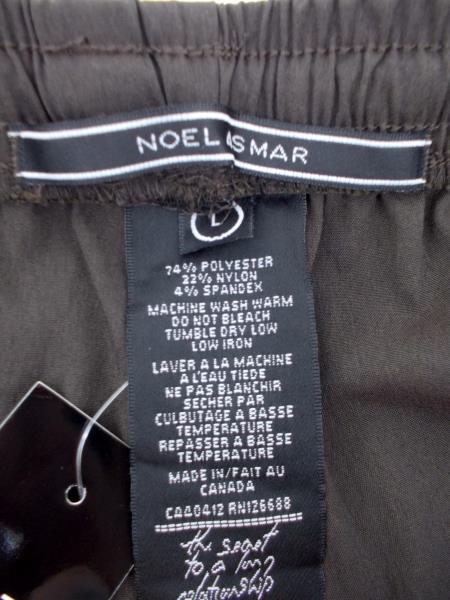 NOEL ASMAR
L
74% POLYESTER
22% NYLON
4% SPANDEX
MACHINE WASH WARM
DO NOT BLEACH
TUMBLE DRY LOW
LOW IRON
LAVER A LA MACHINE
A L'EAU TIEDE
NE PAS BLANCHIR
SECHER PAR
CULBUTAGE A BASSE
TEMPERATURE
REPASSER A BASSE
TEMPERATURE
MADE IN/FAIT AU
CANADA
CA40412 RN126688
the secret
to a long
relationship